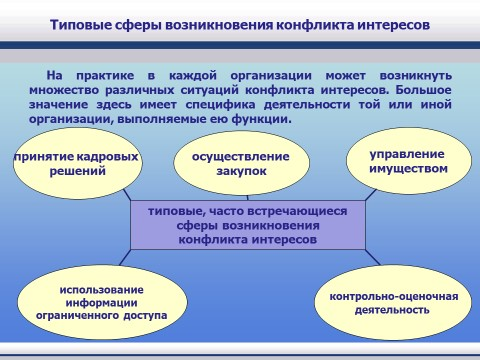 Типовые сферы возникновения конфликта интересов
На практике в каждой организации может возникнуть
множество различных ситуаций конфликта интересов. Большое
значение здесь имеет специфика деятельности той или иной
организации, выполняемые ею функции.
принятие кадровых
решений
осуществление
закупок
управление
имуществом
типовые, часто встречающиеся
сферы возникновения
конфликта интересов
использование
информации
ограниченного доступа
контрольно-оценочная
деятельность